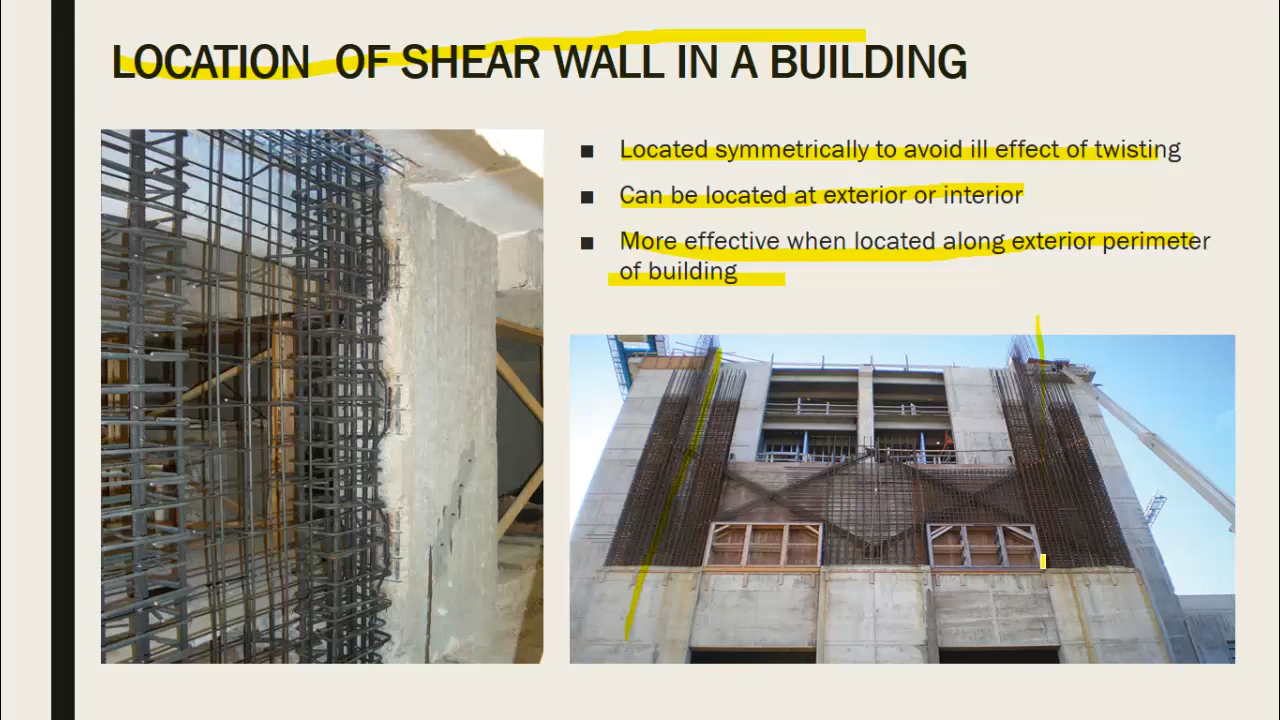 LOCATION OF SHEAR WALL IN A BUILDING
■ Located symmetrically to avoid ill effect of twisting
■ Can be located at exterior or interior
■ More effective when located along exterior perimeter
of building